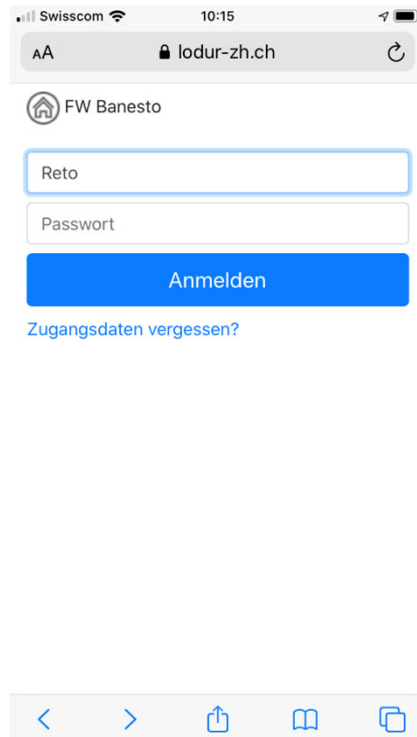 Swisscom 10:15
AA lodur-zh.ch
FW Banesto
Reto
Passwort
Anmelden
Zugangsdaten vergessen?